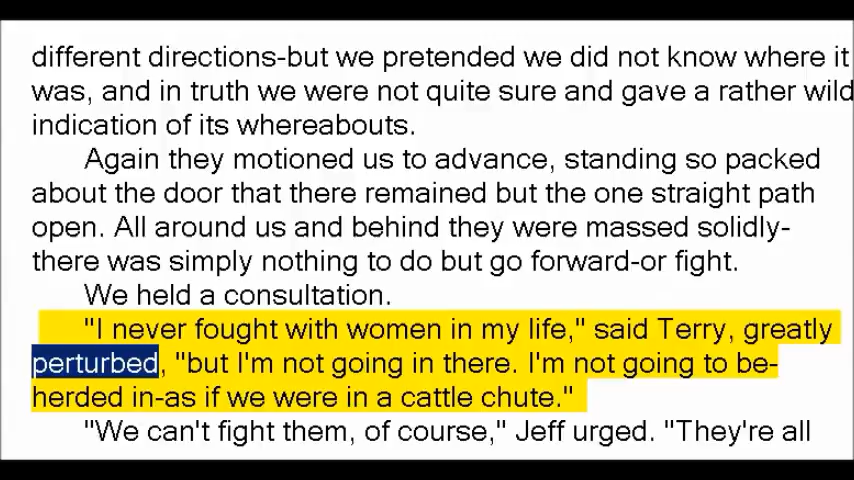 different directions-but we pretended we did not know where it
was, and in truth we were not quite sure and gave a rather wild
indication of its whereabouts.
Again they motioned us to advance, standing so packed
about the door that there remained but the one straight path
open. All around us and behind they were massed solidly-
there was simply nothing to do but go forward-or fight.
We held a consultation.
"I never fought with women in my life," said Terry, greatly
perturbed, "but I'm not going in there. I'm not going to be-
herded in-as if we were in a cattle chute."
"We can't fight them, of course," Jeff urged. "They're all